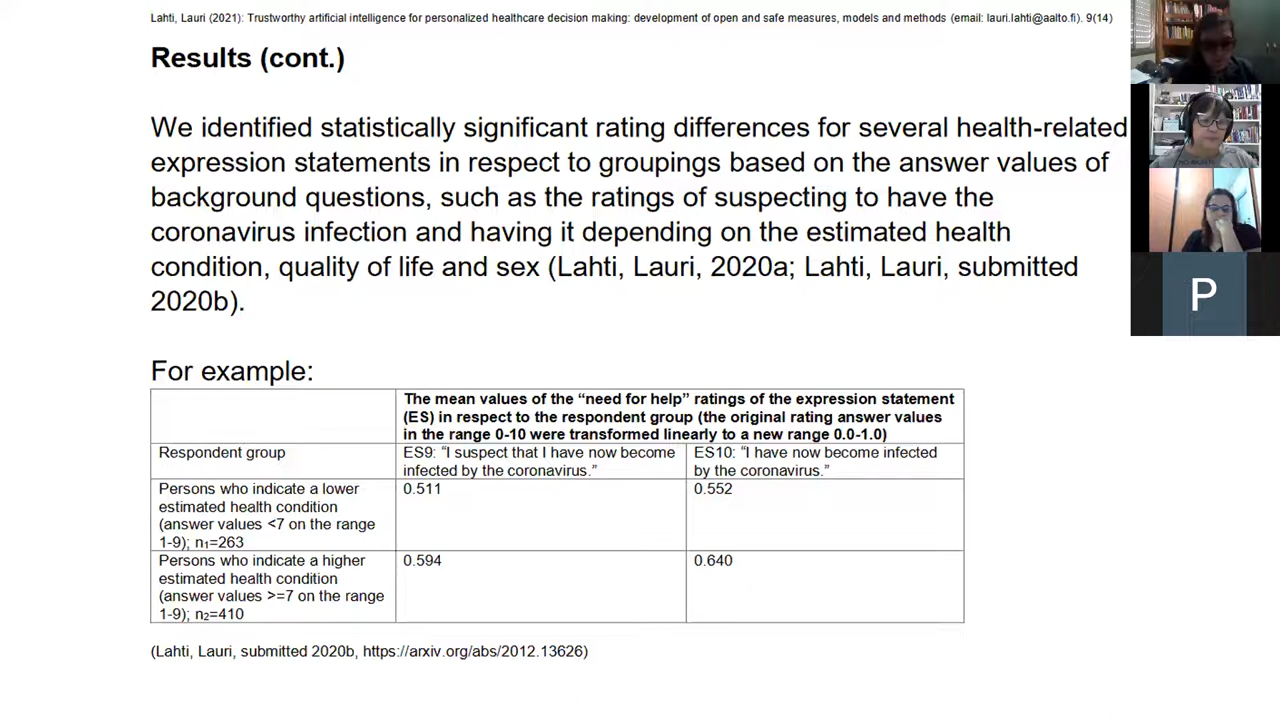 Lahti, Lauri (2021): Trustworthy artificial intelligence for personalized healthcare decision making: development of open and safe measures, models and methods (email: lauri.lahti@aalto.fi). 9(14)
Results (cont.)
We identified statistically significant rating differences for several health-related
expression statements in respect to groupings based on the answer values of
background questions, such as the ratings of suspecting to have the
coronavirus infection and having it depending on the estimated health
condition, quality of life and sex (Lahti, Lauri, 2020a; Lahti, Lauri, submitted
2020b).
For example:
The mean values of the “need for help” ratings of the expression statement
(ES) in respect to the respondent group (the original rating answer values
in the range 0-10 were transformed linearly to a new range 0.0-1.0)
Respondent group
ES9: “I suspect that I have now become
infected by the coronavirus.”
ES10: “I have now become infected
by the coronavirus.”
Persons who indicate a lower
estimated health condition
(answer values <7 on the range
1-9); n₁=263
0.511
0.552
Persons who indicate a higher
estimated health condition
(answer values >=7 on the range
1-9); n₂=410
0.594
0.640
(Lahti, Lauri, submitted 2020b, https://arxiv.org/abs/2012.13626)
P